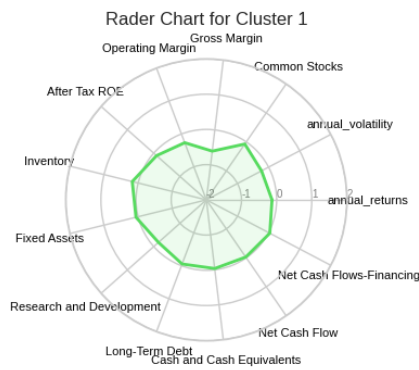 Rader Chart for Cluster 1
Gross Margin
Operating Margin
Common Stocks
After Tax ROE
annual_volatility
Inventory
-2 -1 0 1 2
annual_returns
Fixed Assets
Net Cash Flows-Financing
Research and Development
Net Cash Flow
Long-Term Debt
Cash and Cash Equivalents